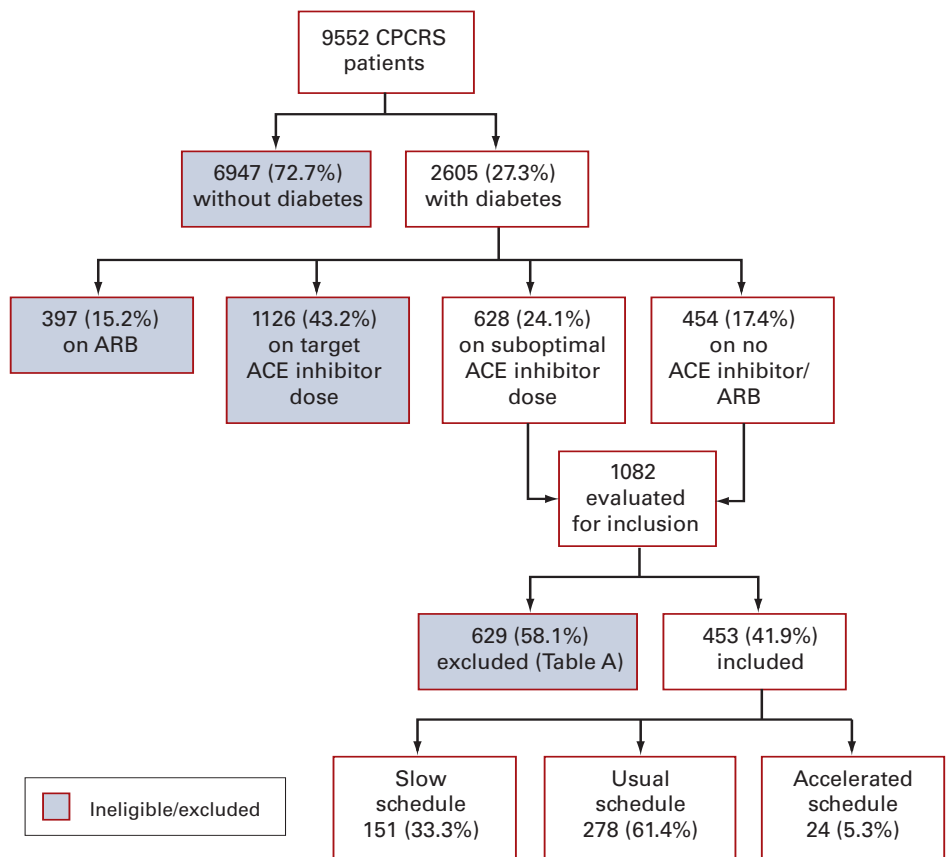 9552 CPCRS
patients
6947 (72.7%)
without diabetes
2605 (27.3%)
with diabetes
397 (15.2%)
on ARB
1126 (43.2%)
on target
ACE inhibitor
dose
628 (24.1%)
on suboptimal
ACE inhibitor
dose
454 (17.4%)
on no
ACE inhibitor/
ARB
1082
evaluated
for inclusion
629 (58.1%)
excluded (Table A)
453 (41.9%)
included
Slow
schedule
151 (33.3%)
Usual
schedule
278 (61.4%)
Accelerated
schedule
24 (5.3%)
Ineligible/excluded